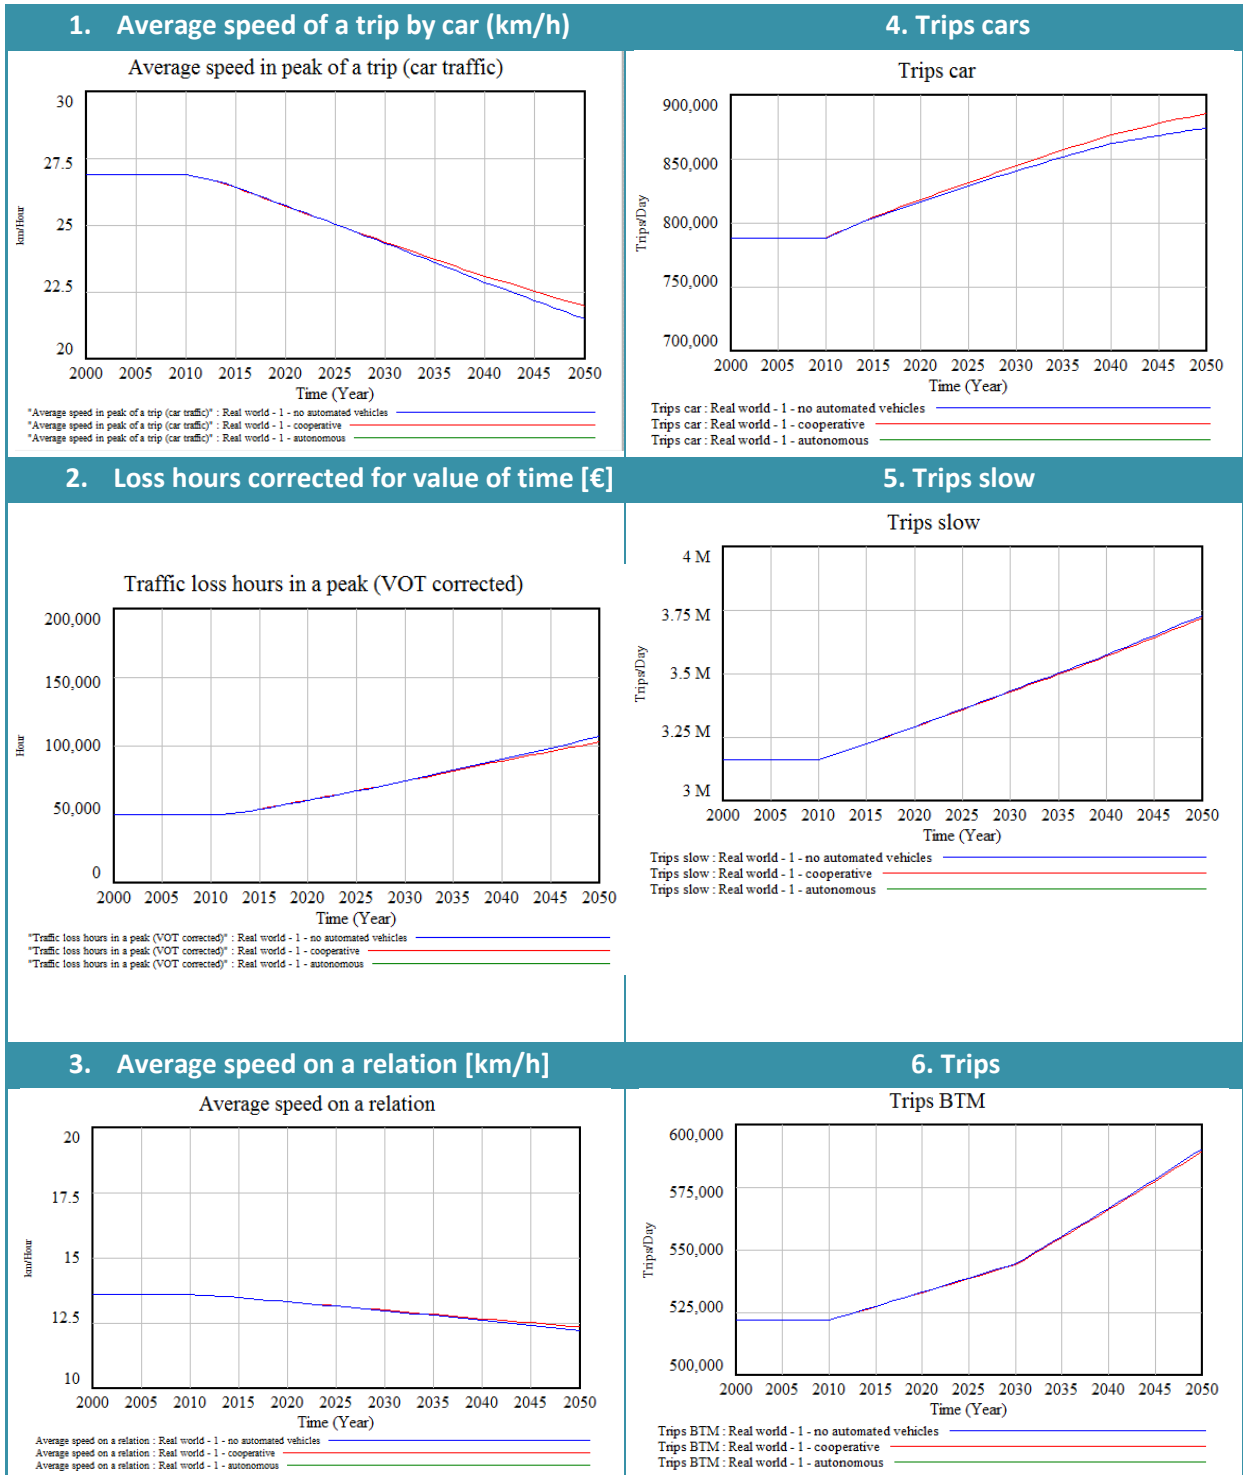 1. Average speed of a trip by car (km/h)
Average speed in peak of a trip (car traffic)
30
27.5
25
22.5
20
km/Hour
2000 2005 2010 2015 2020 2025 2030 2035 2040 2045 2050
Time (Year)
"Average speed in peak of a trip (car traffic)" : Real world - 1 - no automated vehicles
"Average speed in peak of a trip (car traffic)" : Real world - 1 - cooperative
"Average speed in peak of a trip (car traffic)" : Real world - 1 - autonomous
4. Trips cars
Trips car
900,000
850,000
800,000
750,000
700,000
Trips/Day
2000 2005 2010 2015 2020 2025 2030 2035 2040 2045 2050
Time (Year)
Trips car : Real world - 1 - no automated vehicles
Trips car : Real world - 1 - cooperative
Trips car : Real world - 1 - autonomous
2. Loss hours corrected for value of time [€]
Traffic loss hours in a peak (VOT corrected)
200,000
150,000
100,000
50,000
0
Hour
2000 2005 2010 2015 2020 2025 2030 2035 2040 2045 2050
Time (Year)
"Traffic loss hours in a peak (VOT corrected)" : Real world - 1 - no automated vehicles
"Traffic loss hours in a peak (VOT corrected)" : Real world - 1 - cooperative
"Traffic loss hours in a peak (VOT corrected)" : Real world - 1 - autonomous
5. Trips slow
Trips slow
4 M
3.75 M
3.5 M
3.25 M
3 M
Trips/Day
2000 2005 2010 2015 2020 2025 2030 2035 2040 2045 2050
Time (Year)
Trips slow : Real world - 1 - no automated vehicles
Trips slow : Real world - 1 - cooperative
Trips slow : Real world - 1 - autonomous
3. Average speed on a relation [km/h]
Average speed on a relation
20
17.5
15
12.5
10
km/Hour
2000 2005 2010 2015 2020 2025 2030 2035 2040 2045 2050
Time (Year)
Average speed on a relation : Real world - 1 - no automated vehicles
Average speed on a relation : Real world - 1 - cooperative
Average speed on a relation : Real world - 1 - autonomous
6. Trips
Trips BTM
600,000
575,000
550,000
525,000
500,000
Trips/Day
2000 2005 2010 2015 2020 2025 2030 2035 2040 2045 2050
Time (Year)
Trips BTM : Real world - 1 - no automated vehicles
Trips BTM : Real world - 1 - cooperative
Trips BTM : Real world - 1 - autonomous